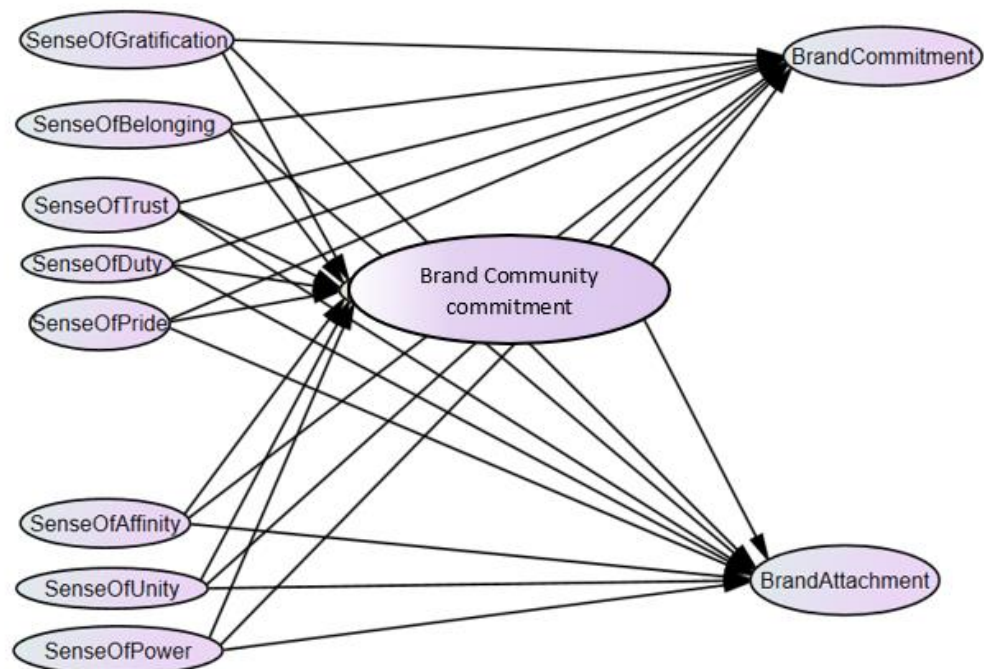 SenseOfGratification
BrandCommitment
SenseOfBelonging
SenseOfTrust
SenseOfDuty
Brand Community
commitment
SenseOfPride
SenseOfAffinity
SenseOfUnity
BrandAttachment
SenseOfPower